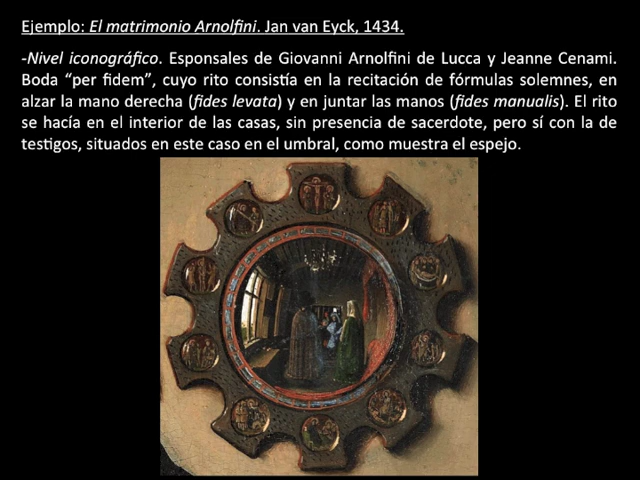 Ejemplo: El matrimonio Arnolfini. Jan van Eyck, 1434.
-Nivel iconográfico. Esponsales de Giovanni Arnolfini de Lucca y Jeanne Cenami.
Boda “per fidem”, cuyo rito consistía en la recitación de fórmulas solemnes, en
alzar la mano derecha (fides levata) y en juntar las manos (fides manualis). El rito
se hacía en el interior de las casas, sin presencia de sacerdote, pero sí con la de
testigos, situados en este caso en el umbral, como muestra el espejo.